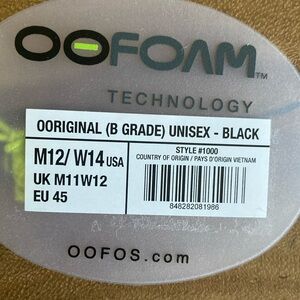 OOFOAM™
TECHNOLOGY
OORIGINAL (B GRADE) UNISEX - BLACK
M12/ W14 USA
UK M11W12
EU 45
STYLE #1000
COUNTRY OF ORIGIN / PAYS D'ORIGIN VIETNAM
848282081986
OOFOS.com